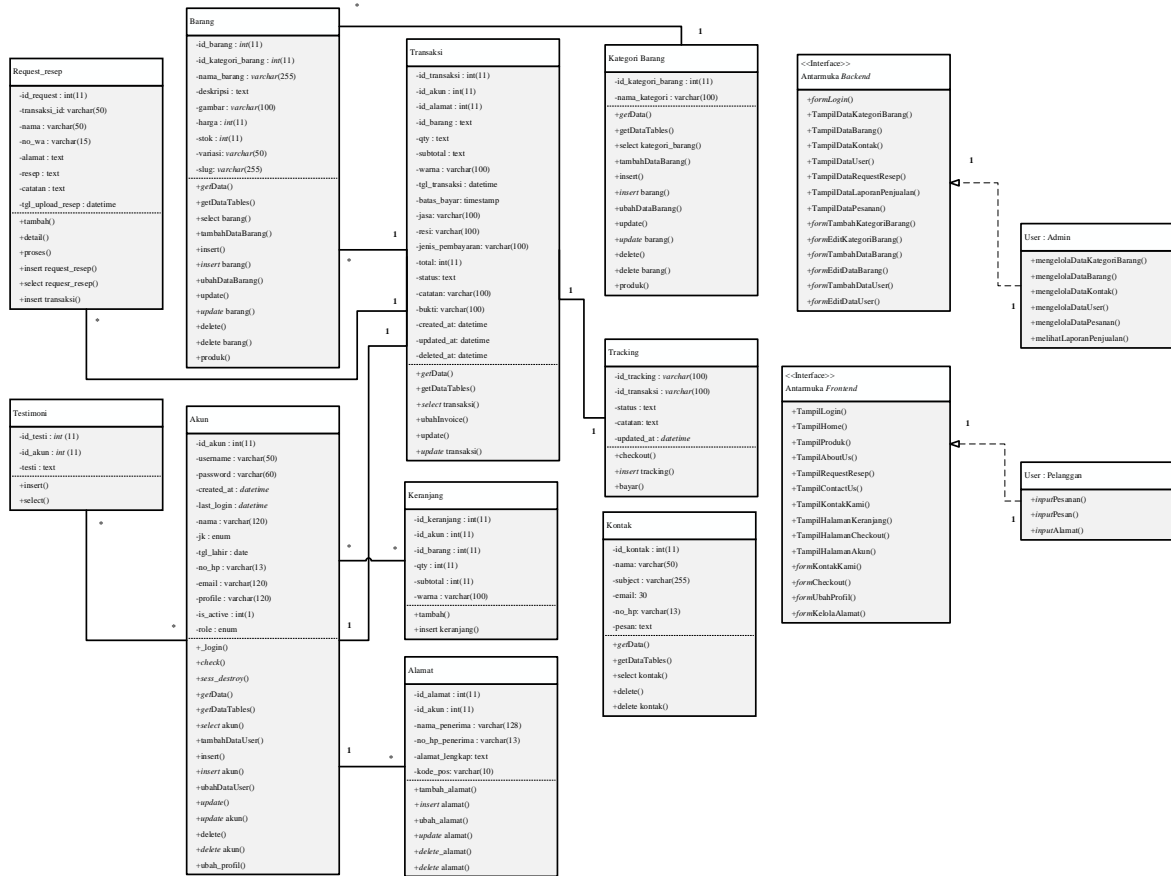 Request_resep
-id_request : int(11)
-transaksi_id: varchar(50)
-nama : varchar(50)
-no_wa : varchar(15)
-alamat : text
-resep : text
-catatan : text
-tgl_upload_resep : datetime
+tambah()
+detail()
+proses()
+insert request_resep()
+select requesr_resep()
+insert transaksi()
*
Barang
-id_barang : int(11)
-id_kategori_barang : int(11)
-nama_barang : varchar(255)
-deskripsi : text
-gambar : varchar(100)
-harga : int(11)
-stok : int(11)
-variasi: varchar(50)
-slug: varchar(255)
+getData()
+getDataTables()
+select barang()
+tambahDataBarang()
+insert()
+insert barang()
+ubahDataBarang()
+update()
+update barang()
+delete()
+delete barang()
+produk()
*
1
1
*
1
1
Transaksi
-id_transaksi : int(11)
-id_akun : int(11)
-id_alamat : int(11)
-id_barang : text
-qty : text
-subtotal : text
-warna : varchar(100)
-tgl_transaksi : datetime
-batas_bayar: timestamp
-jasa: varchar(100)
-resi: varchar(100)
-jenis_pembayaran: varchar(100)
-total: int(11)
-status: text
-catatan: varchar(100)
-bukti: varchar(100)
-created_at: datetime
-updated_at: datetime
-deleted_at: datetime
+getData()
+getDataTables()
+select transaksi()
+ubahInvoice()
+update()
+update transaksi()
1
1
Kategori Barang
-id_kategori_barang : int(11)
-nama_kategori : varchar(100)
+getData()
+getDataTables()
+select kategori_barang()
+tambahDataBarang()
+insert()
+insert barang()
+ubahDataBarang()
+update()
+update barang()
+delete()
+delete barang()
+produk()
<<Interface>>
Antarmuka Backend
+formLogin()
+TampilDataKategoriBarang()
+TampilDataBarang()
+TampilDataKontak()
+TampilDataUser()
+TampilDataRequestResep()
+TampilDataLaporanPenjualan()
+TampilDataPesanan()
+formTambahKategoriBarang()
+formEditKategoriBarang()
+formTambahDataBarang()
+formEditDataBarang()
+formTambahDataUser()
+formEditDataUser()
1
1
User : Admin
+mengelolaDataKategoriBarang()
+mengelolaDataBarang()
+mengelolaDataKontak()
+mengelolaDataUser()
+mengelolaDataPesanan()
+melihatLaporanPenjualan()
Tracking
-id_tracking : varchar(100)
-id_transaksi : varchar(100)
-status : text
-catatan: text
-updated_at : datetime
+checkout()
+insert tracking()
+bayar()
<<Interface>>
Antarmuka Frontend
+TampilLogin()
+TampilHome()
+TampilProduk()
+TampilAboutUs()
+TampilRequestResep()
+TampilContactUs()
+TampilKontakKami()
+TampilHalamanKeranjang()
+TampilHalamanCheckout()
+TampilHalamanAkun()
+formKontakKami()
+formCheckout()
+formUbahProfil()
+formKelolaAlamat()
1
1
User : Pelanggan
+inputPesanan()
+inputPesan()
+inputAlamat()
Testimoni
-id_testi : int (11)
-id_akun : int (11)
-testi : text
+insert()
+select()
*
*
Akun
-id_akun : int(11)
-username : varchar(50)
-password : varchar(60)
-created_at : datetime
-last_login : datetime
-nama : varchar(120)
-jk : enum
-tgl_lahir : date
-no_hp : varchar(13)
-email : varchar(120)
-profile : varchar(120)
-is_active : int(1)
-role : enum
+_login()
+check()
+sess_destroy()
+getData()
+getDataTables()
+select akun()
+tambahDataUser()
+insert()
+insert akun()
+ubahDataUser()
+update()
+update akun()
+delete()
+delete akun()
+ubah_profil()
*
*
1
1
*
Keranjang
-id_keranjang : int(11)
-id_akun : int(11)
-id_barang : int(11)
-qty : int(11)
-subtotal : int(11)
-warna : varchar(100)
+tambah()
+insert keranjang()
Alamat
-id_alamat : int(11)
-id_akun : int(11)
-nama_penerima : varchar(128)
-no_hp_penerima : varchar(13)
-alamat_lengkap: text
-kode_pos: varchar(10)
+tambah_alamat()
+insert alamat()
+ubah_alamat()
+update alamat()
+delete_alamat()
+delete alamat()
Kontak
-id_kontak : int(11)
-nama: varchar(50)
-subject : varchar(255)
-email: 30
-no_hp: varchar(13)
-pesan: text
+getData()
+getDataTables()
+select kontak()
+delete()
+delete kontak()